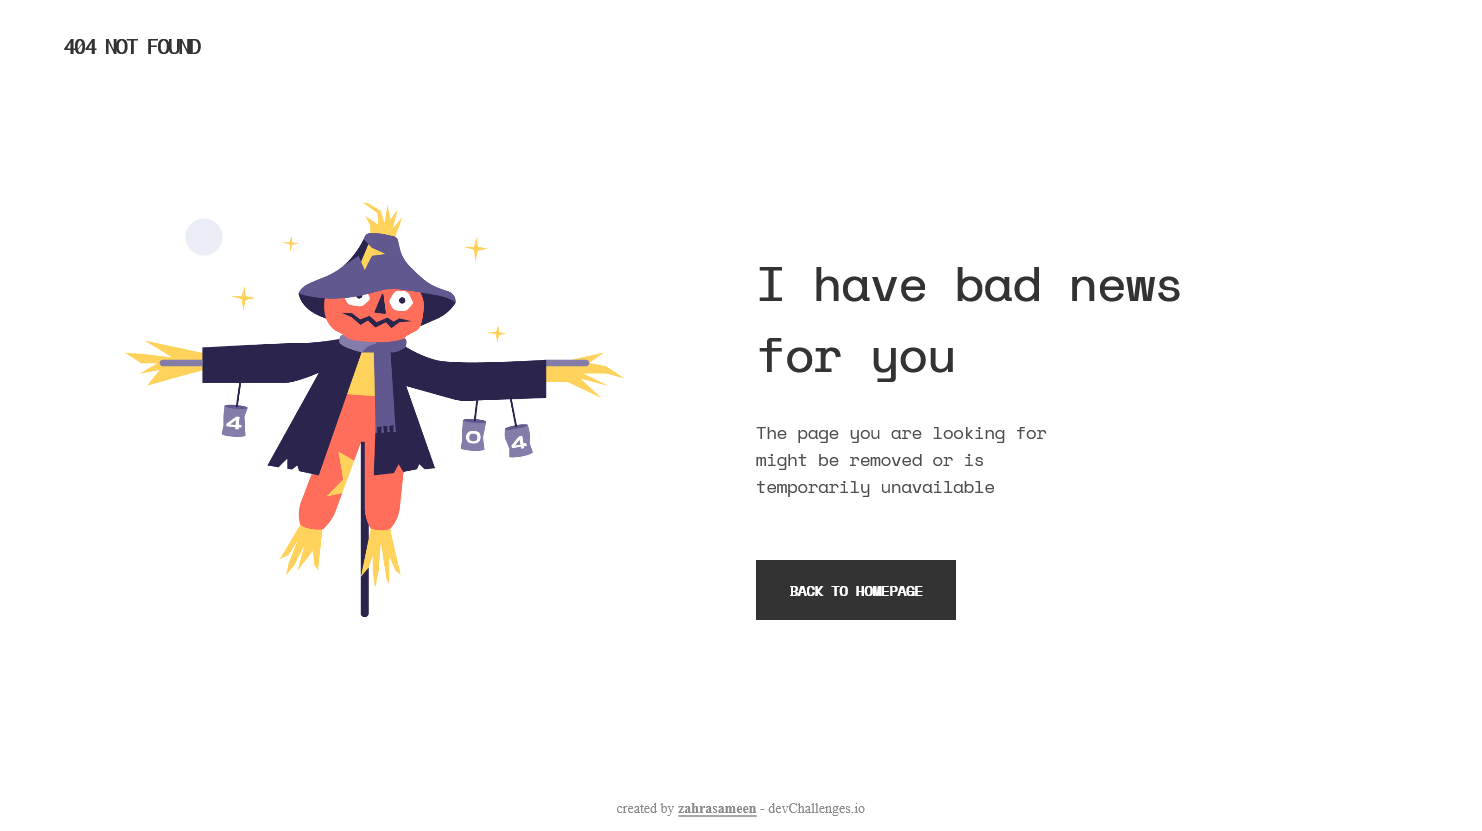 404 NOT FOUND
4
0
4
I have bad news
for you
The page you are looking for
might be removed or is
temporarily unavailable
BACK TO HOMEPAGE
created by zahrasameen - devChallenges.io